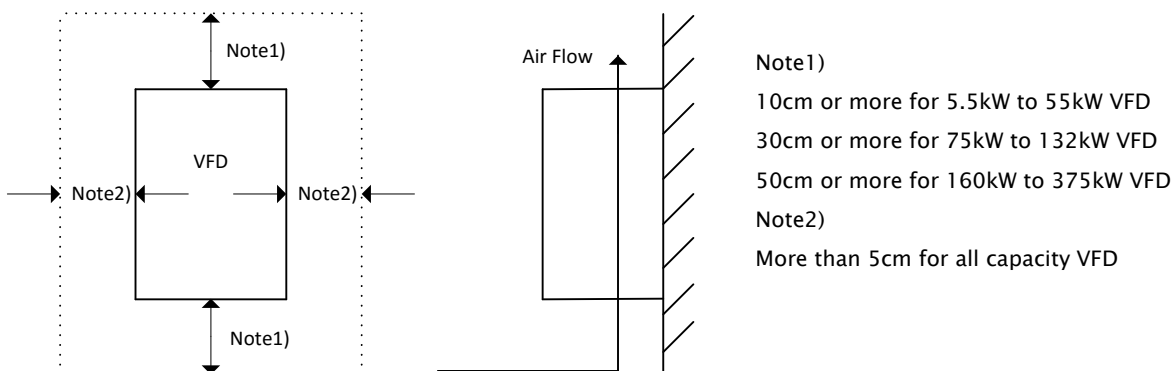 Note1)
VFD
Note2)
Note2)
Note1)
Air Flow
Note1)
10cm or more for 5.5kW to 55kW VFD
30cm or more for 75kW to 132kW VFD
50cm or more for 160kW to 375kW VFD
Note2)
More than 5cm for all capacity VFD